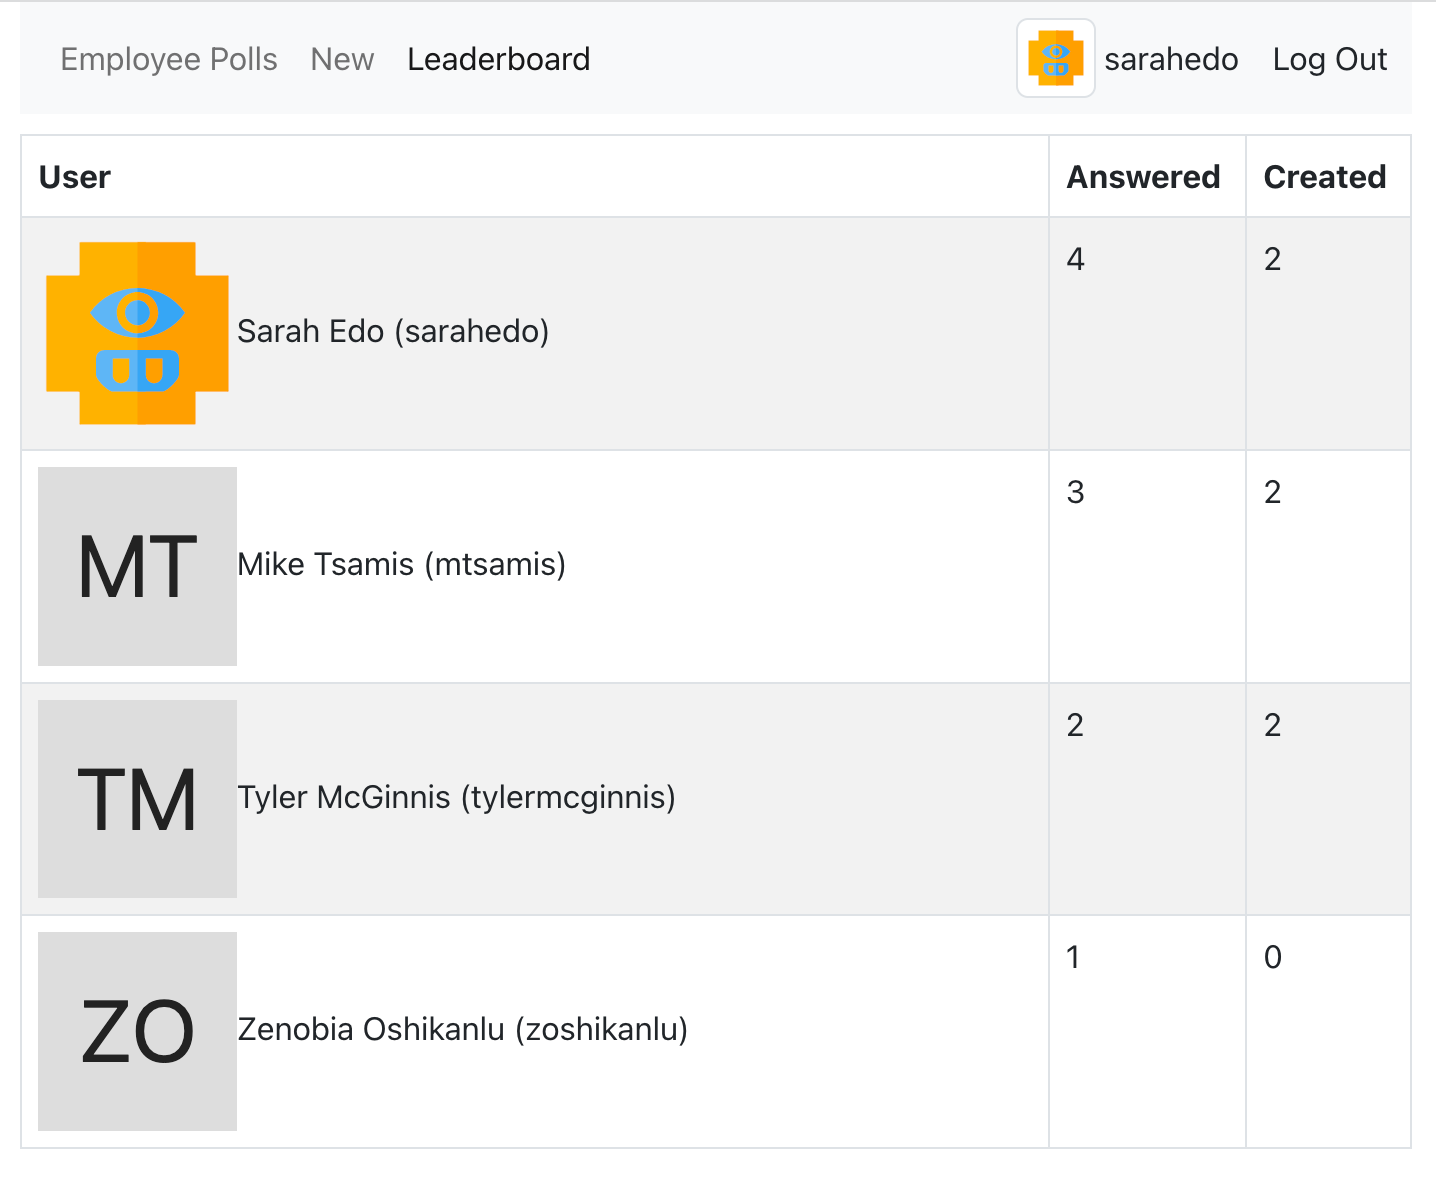 Employee Polls New Leaderboard sarahedo Log Out
User Answered Created
Sarah Edo (sarahedo) 4 2
MT Mike Tsamis (mtsamis) 3 2
TM Tyler McGinnis (tylermcginnis) 2 2
ZO Zenobia Oshikanlu (zoshikanlu) 1 0